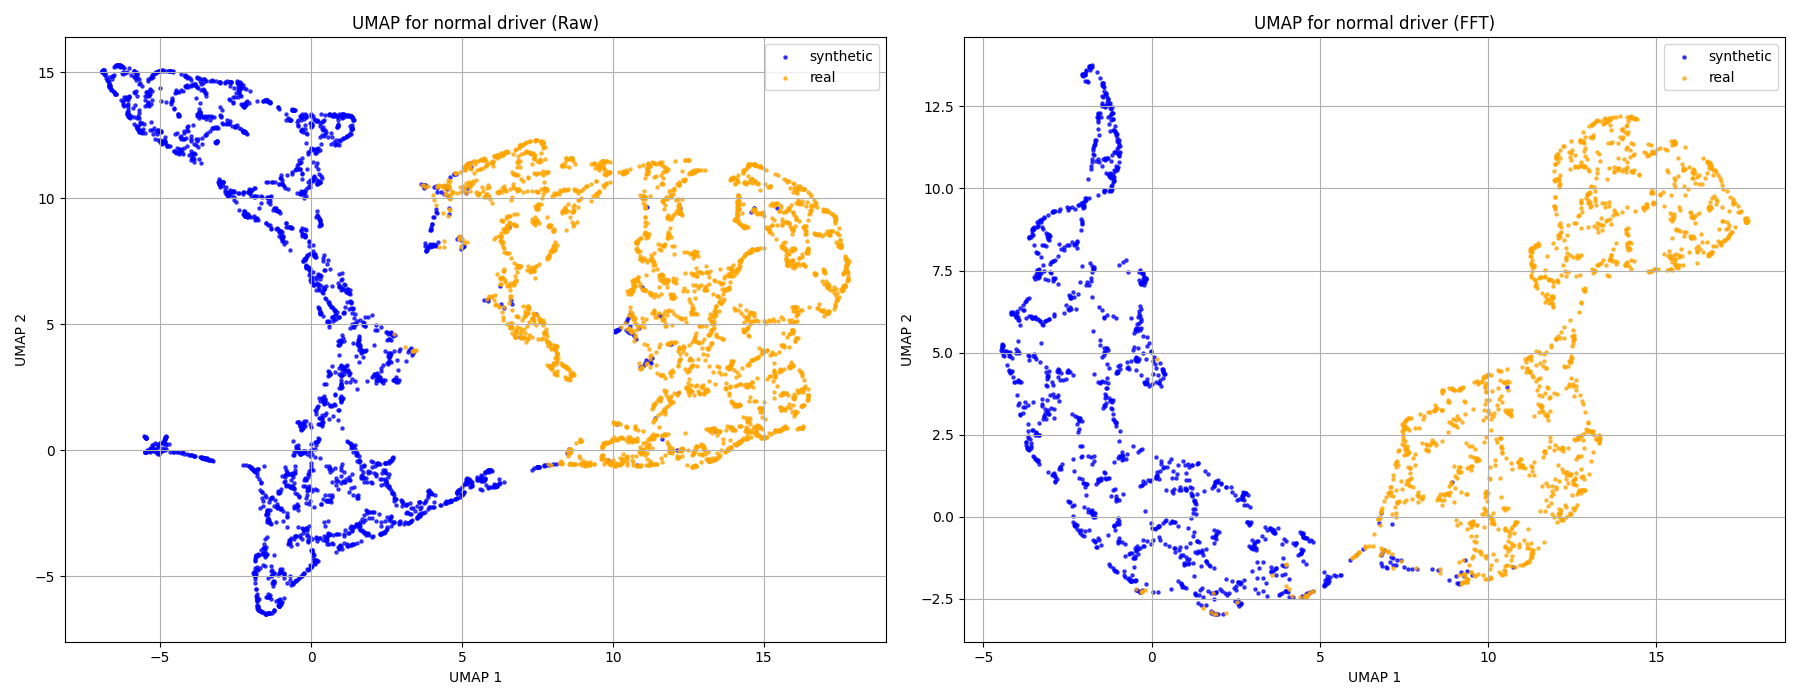 UMAP for normal driver (Raw)
synthetic
real
15
10
5
0
−5
UMAP 2
−5
0
5
10
15
UMAP 1
UMAP for normal driver (FFT)
synthetic
real
12.5
10.0
7.5
5.0
2.5
0.0
−2.5
UMAP 2
−5
0
5
10
15
UMAP 1